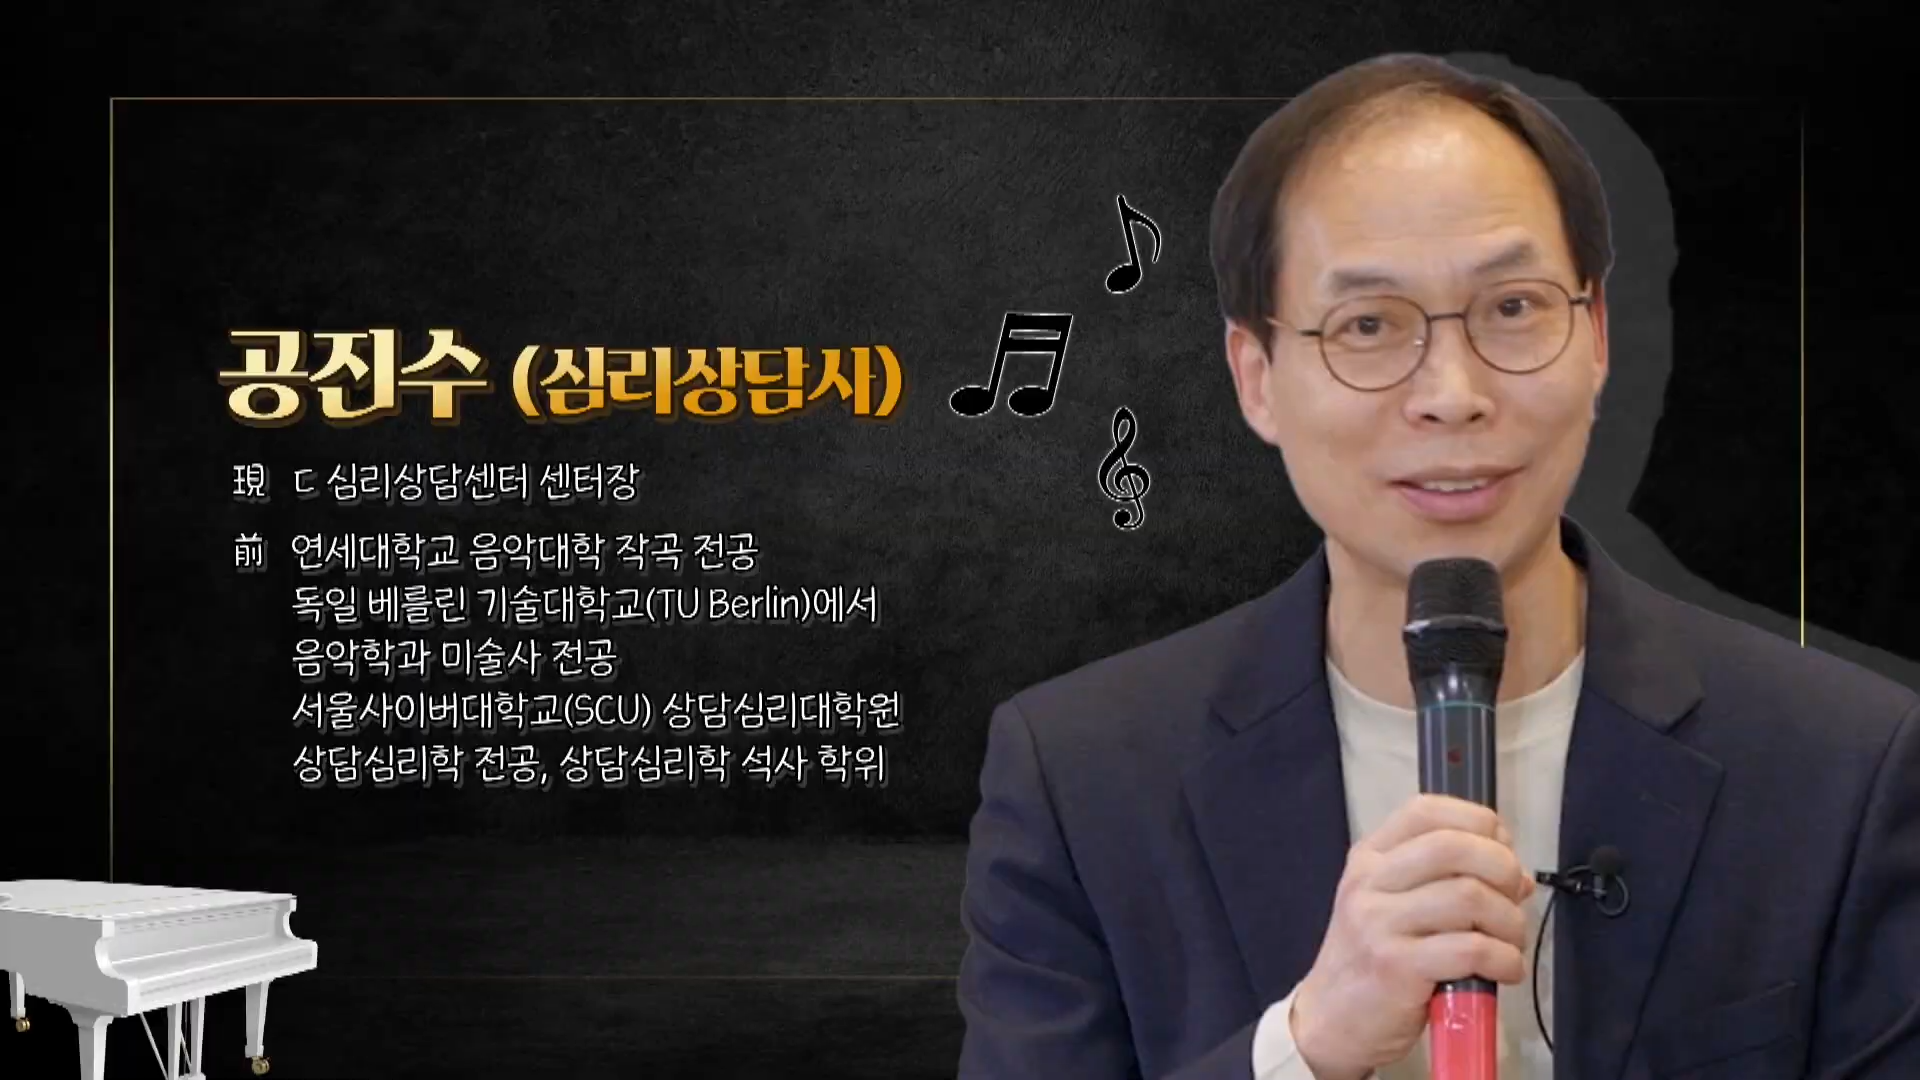 공진수 (심리상담사)
現 ㄷ 심리상담센터 센터장
前 연세대학교 음악대학 작곡 전공
독일 베를린 기술대학교(TU Berlin)에서
음악학과 미술사 전공
서울사이버대학교(SCU) 상담심리대학원
상담심리학 전공, 상담심리학 석사 학위